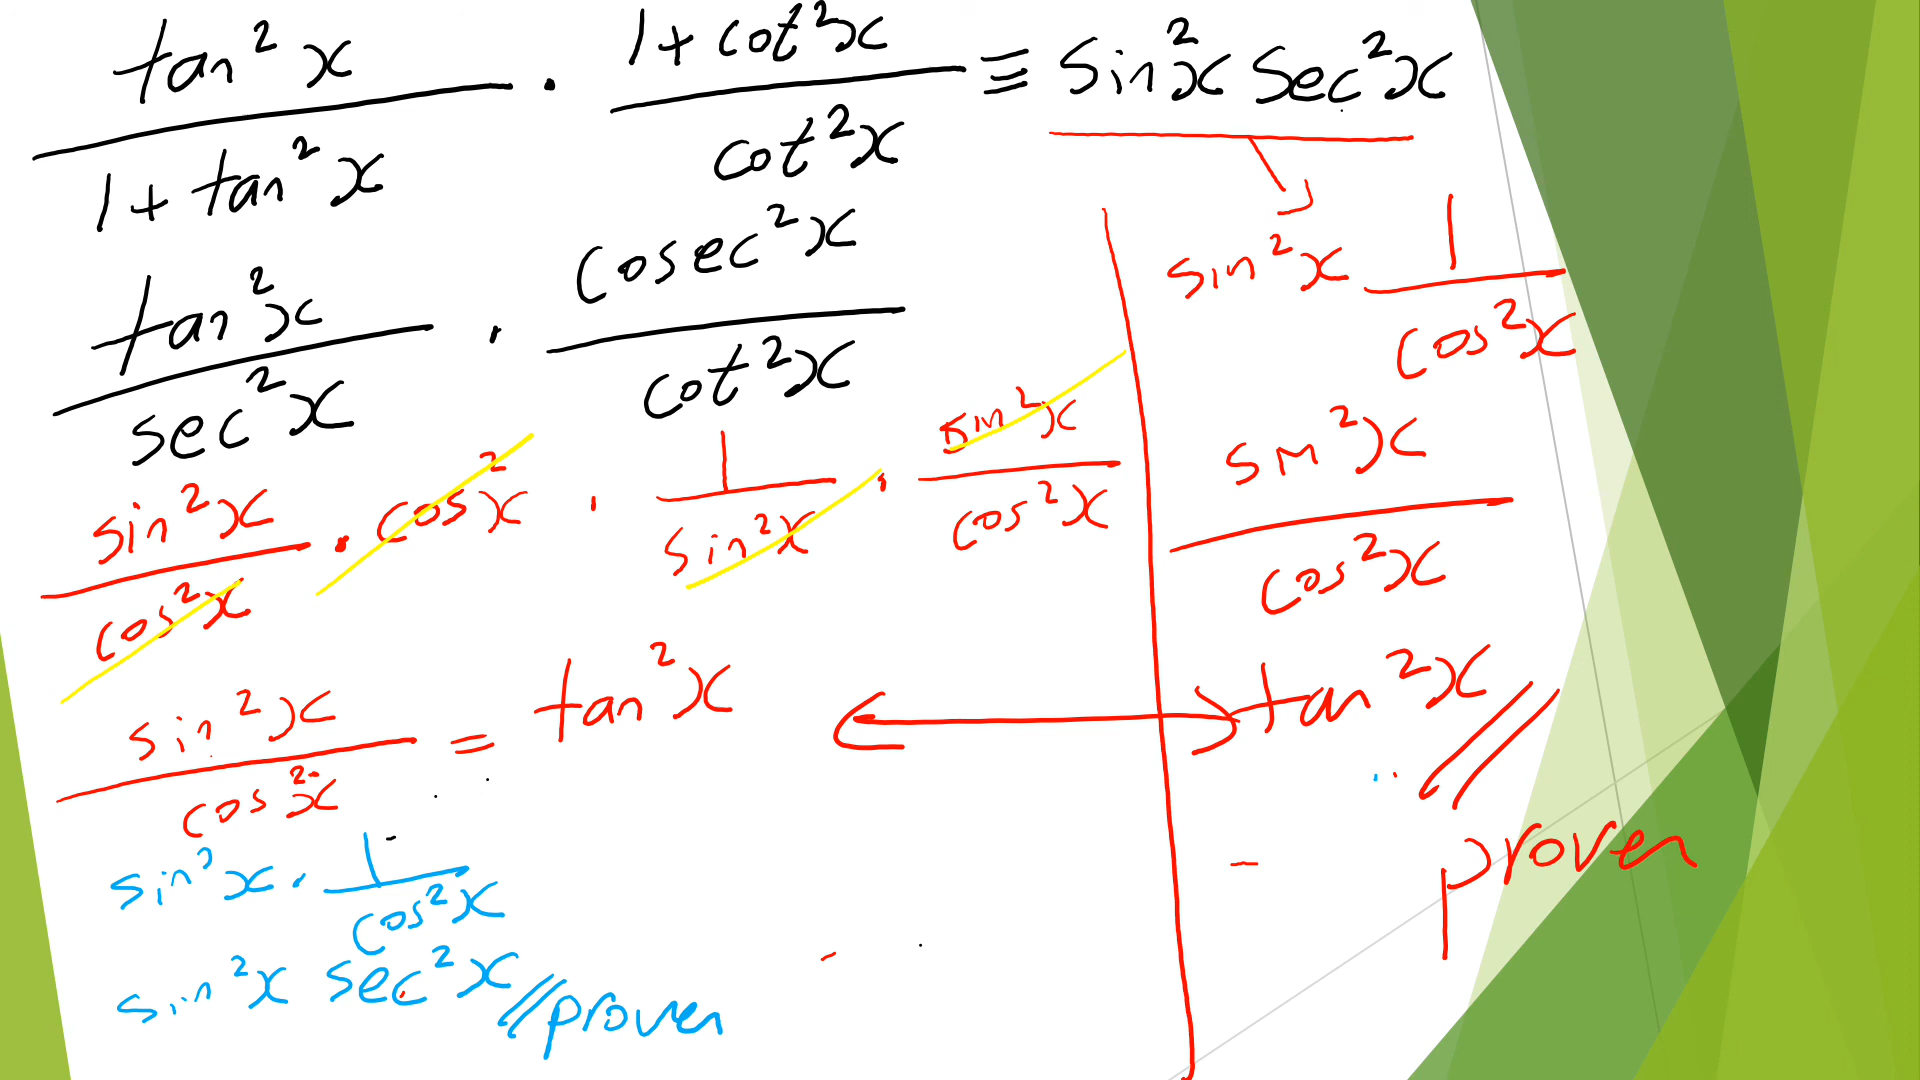 tan²x / 1 + tan²x · 1 + cot²x / cot²x ≡ sin²x sec²x
tan²x / sec²x · cosec²x / cot²x
sin²x / cos²x · cos²x · 1 / sin²x · sin²x / cos²x
sin²x / cos²x = tan²x
sin²x · 1 / cos²x
sin²x sec²x // proven
sin²x 1 / cos²x
sin²x / cos²x
tan²x //
proven